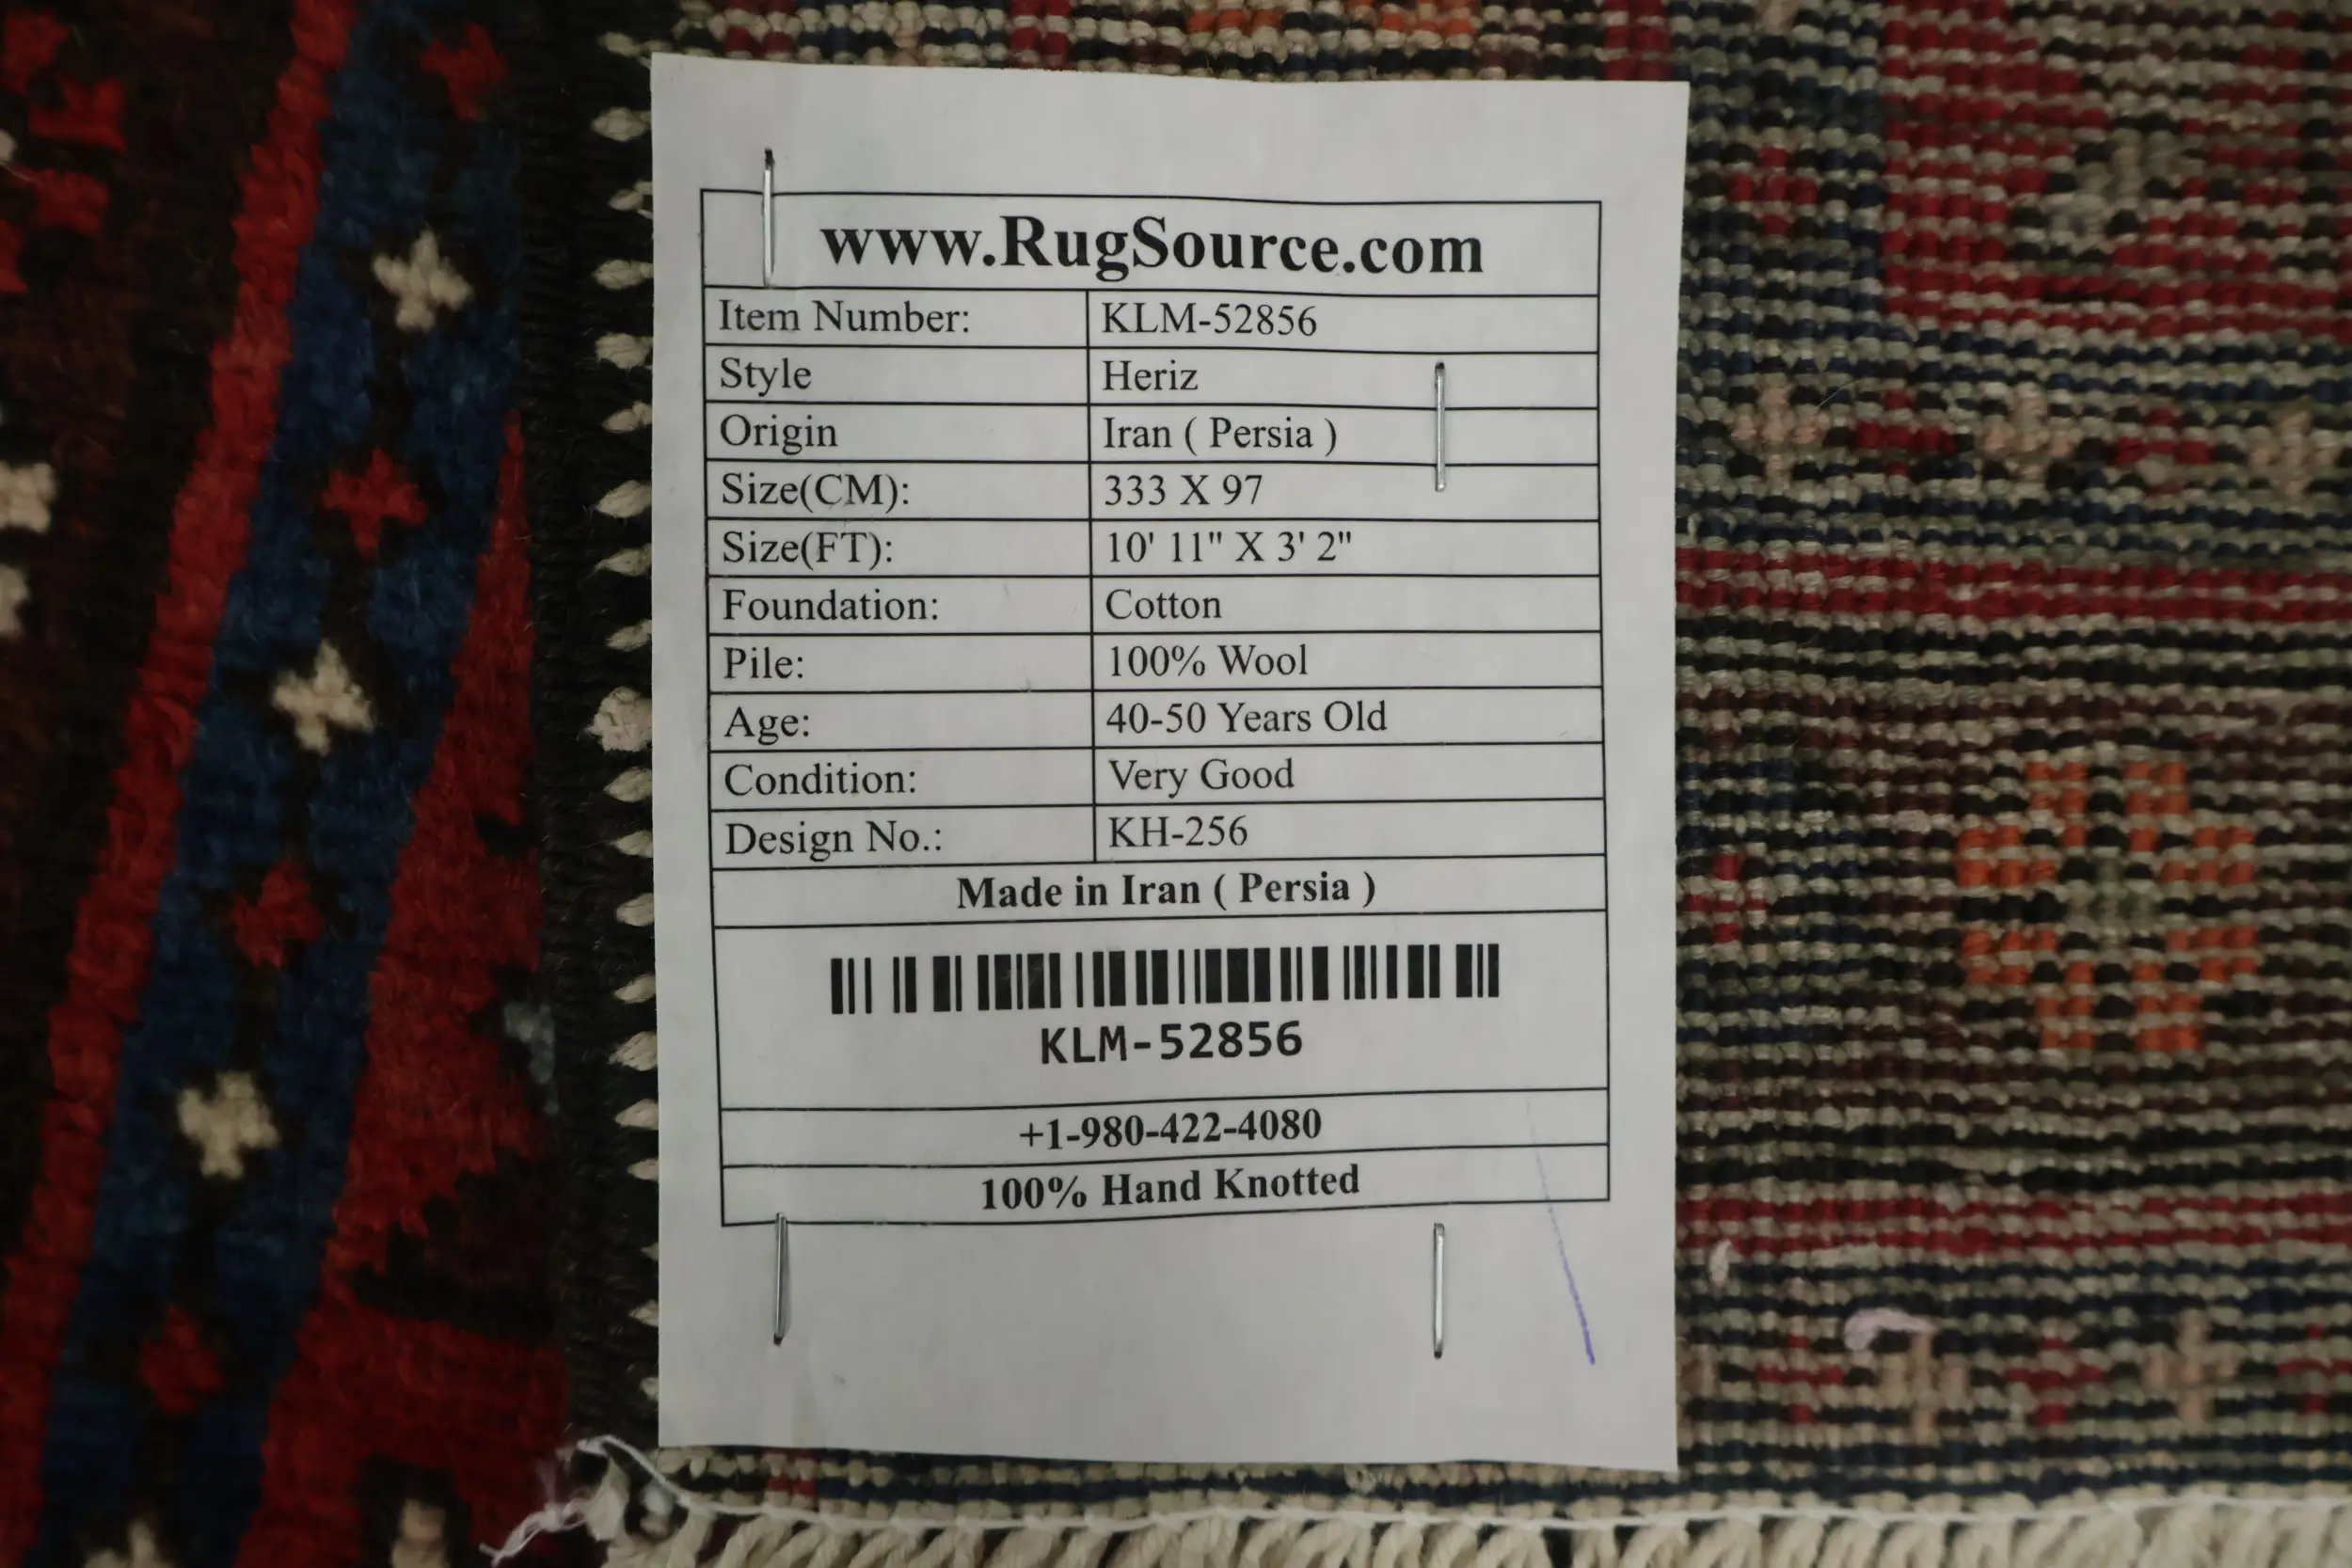 www.RugSource.com
Item Number: KLM-52856
Style Heriz
Origin Iran ( Persia )
Size(CM): 333 X 97
Size(FT): 10' 11" X 3' 2"
Foundation: Cotton
Pile: 100% Wool
Age: 40-50 Years Old
Condition: Very Good
Design No.: KH-256
Made in Iran ( Persia )
KLM-52856
+1-980-422-4080
100% Hand Knotted